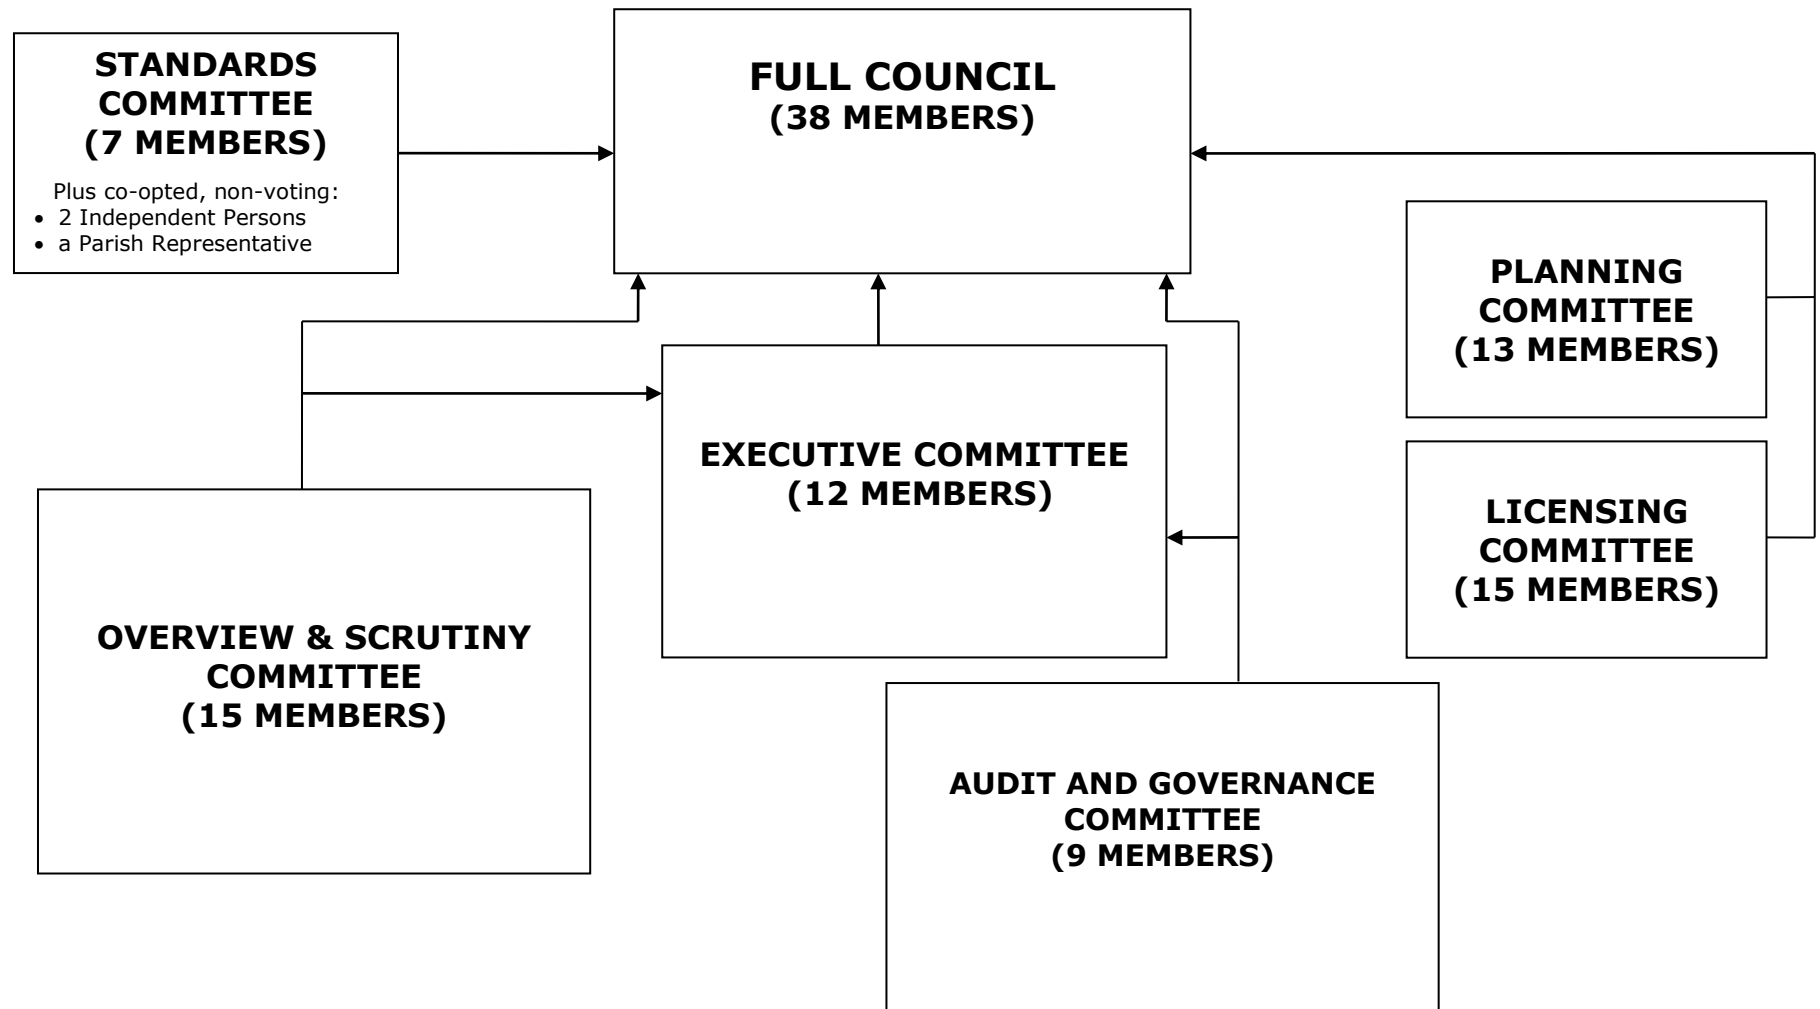 STANDARDS
COMMITTEE
(7 MEMBERS)
Plus co-opted, non-voting:
• 2 Independent Persons
• a Parish Representative
FULL COUNCIL
(38 MEMBERS)
PLANNING
COMMITTEE
(13 MEMBERS)
EXECUTIVE COMMITTEE
(12 MEMBERS)
LICENSING
COMMITTEE
(15 MEMBERS)
OVERVIEW & SCRUTINY
COMMITTEE
(15 MEMBERS)
AUDIT AND GOVERNANCE
COMMITTEE
(9 MEMBERS)